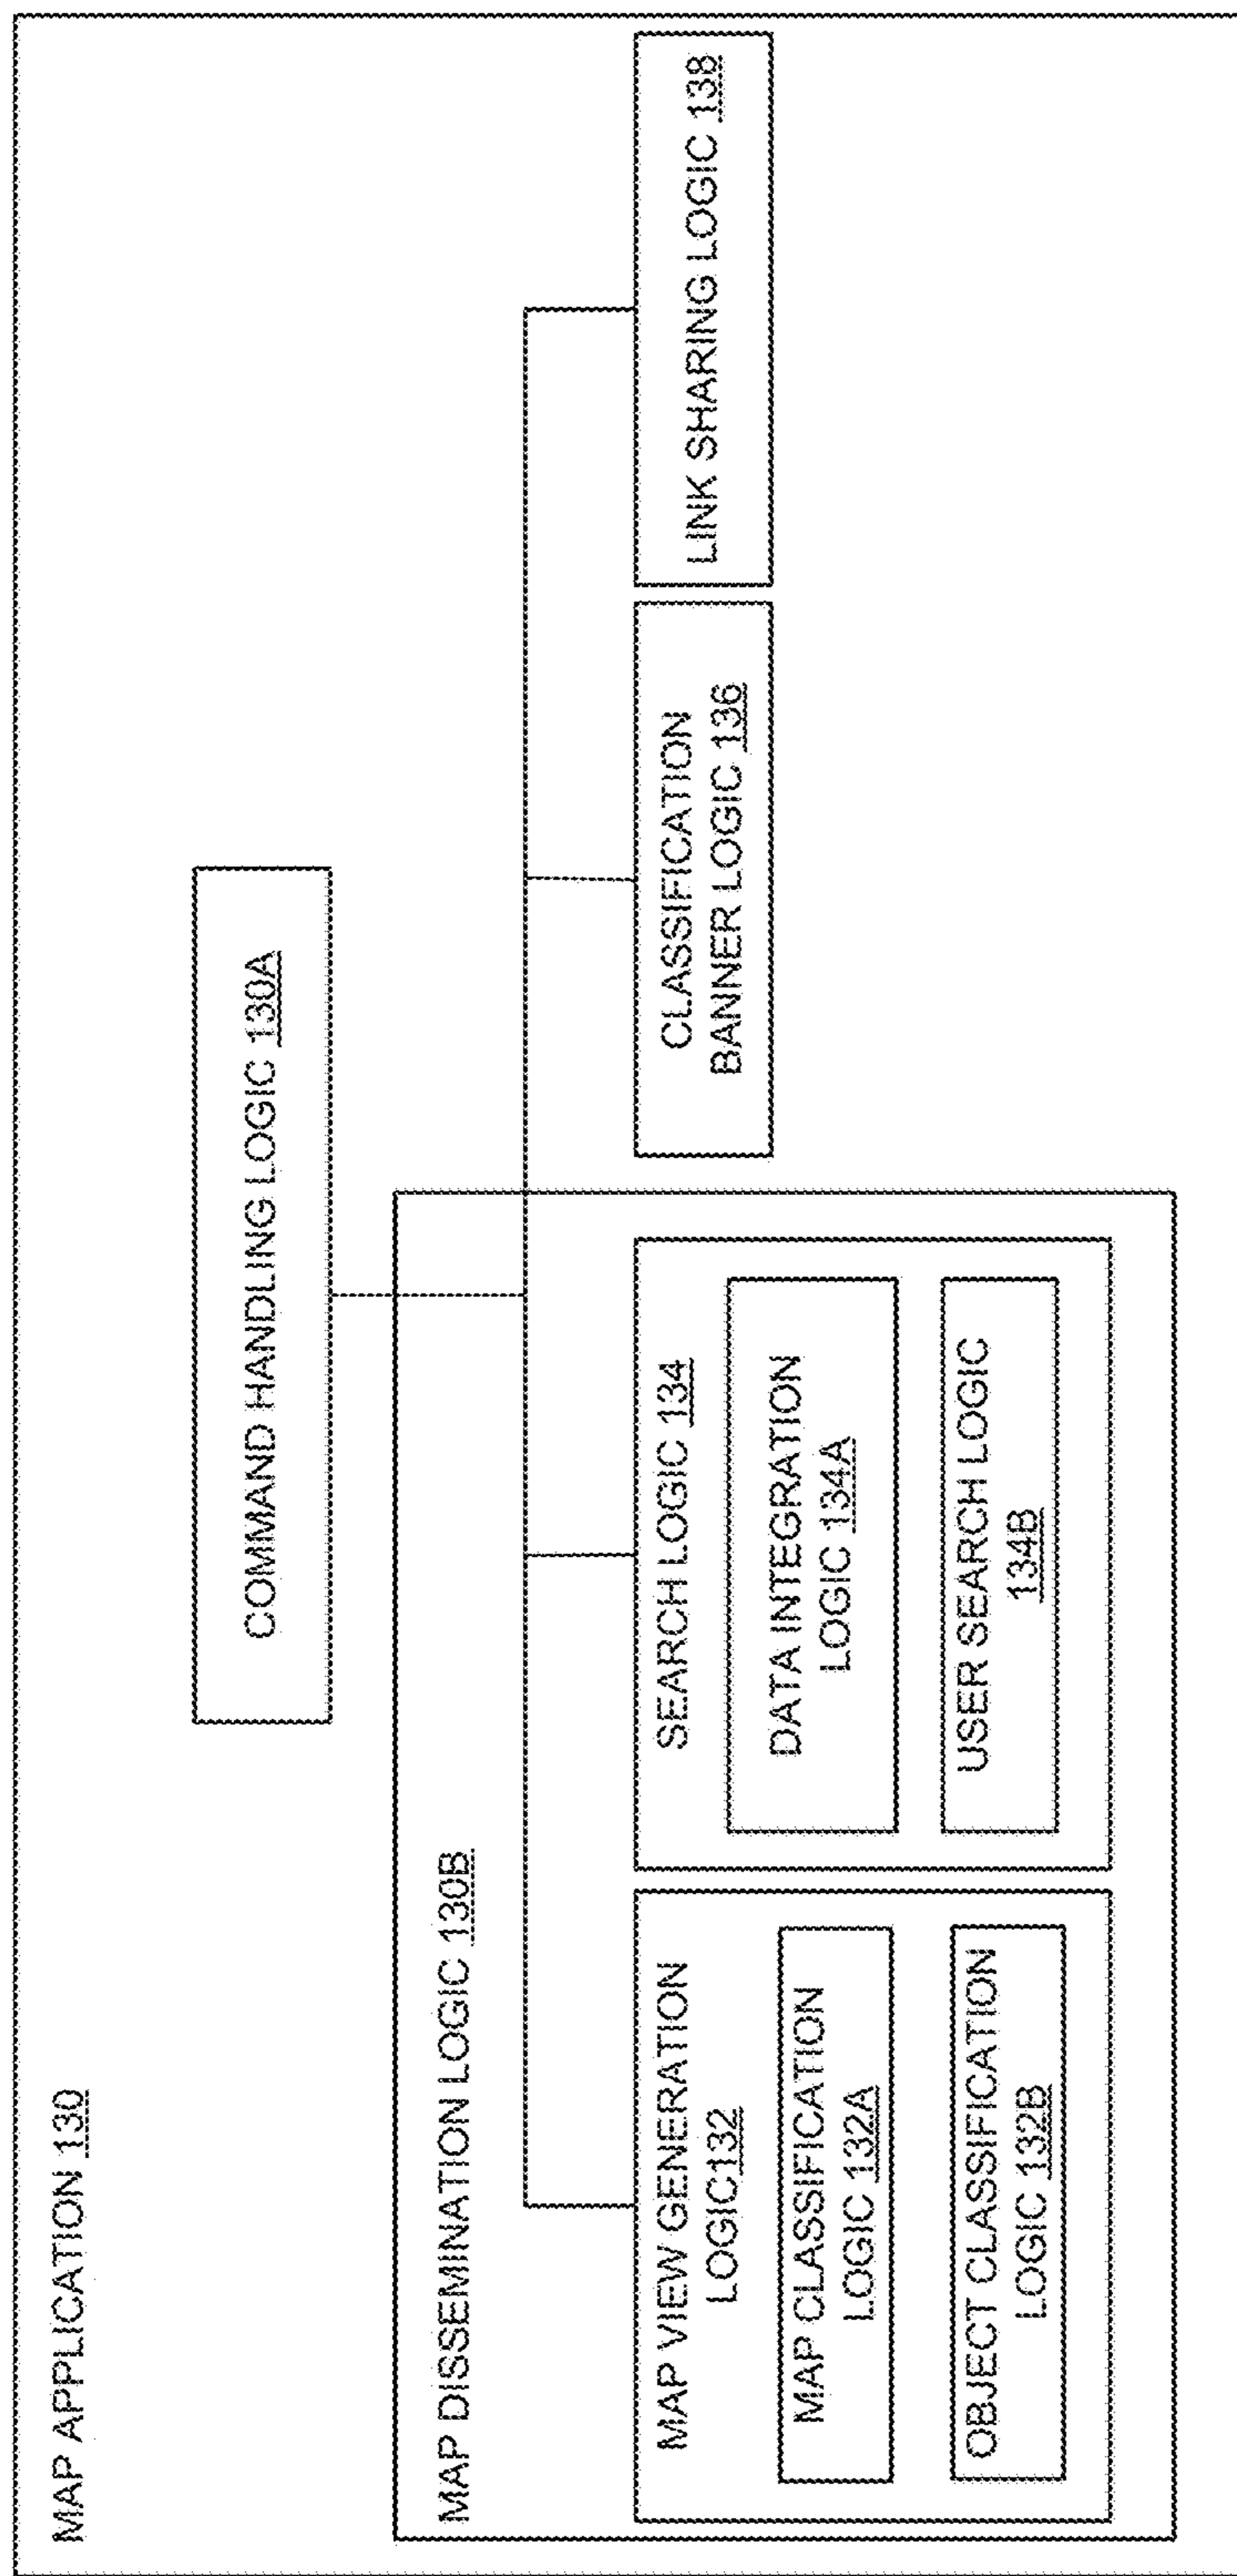 MAP APPLICATION 130
COMMAND HANDLING LOGIC 130A
MAP DISSEMINATION LOGIC 130B
MAP VIEW GENERATION
LOGIC132
MAP CLASSIFICATION
LOGIC 132A
OBJECT CLASSIFICATION
LOGIC 132B
SEARCH LOGIC 134
DATA INTEGRATION
LOGIC 134A
USER SEARCH LOGIC
134B
CLASSIFICATION
BANNER LOGIC 136
LINK SHARING LOGIC 138